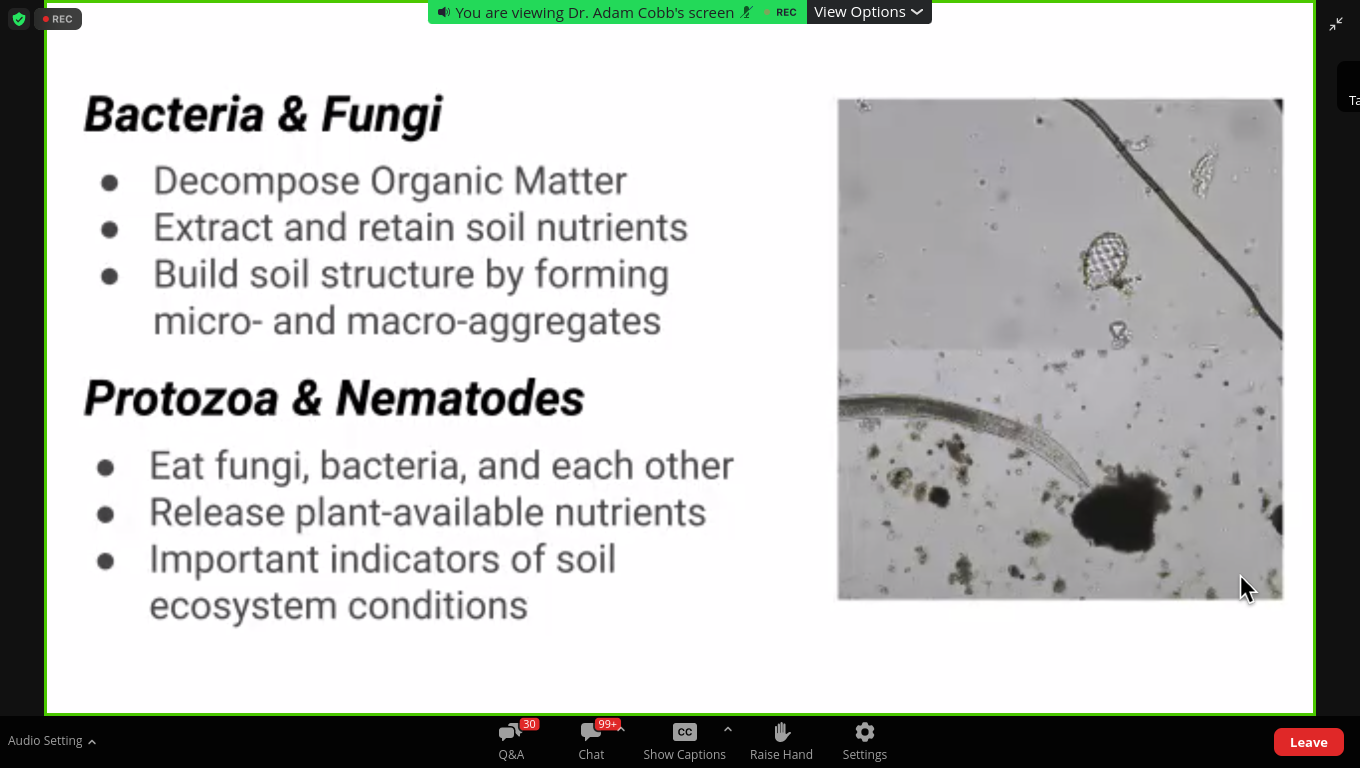 REC
You are viewing Dr. Adam Cobb's screen
REC
View Options
Ta
Bacteria & Fungi
● Decompose Organic Matter
● Extract and retain soil nutrients
● Build soil structure by forming
micro- and macro-aggregates
Protozoa & Nematodes
● Eat fungi, bacteria, and each other
● Release plant-available nutrients
● Important indicators of soil
ecosystem conditions
Audio Setting
30
99+
CC
Q&A
Chat
Show Captions
Raise Hand
Settings
Leave